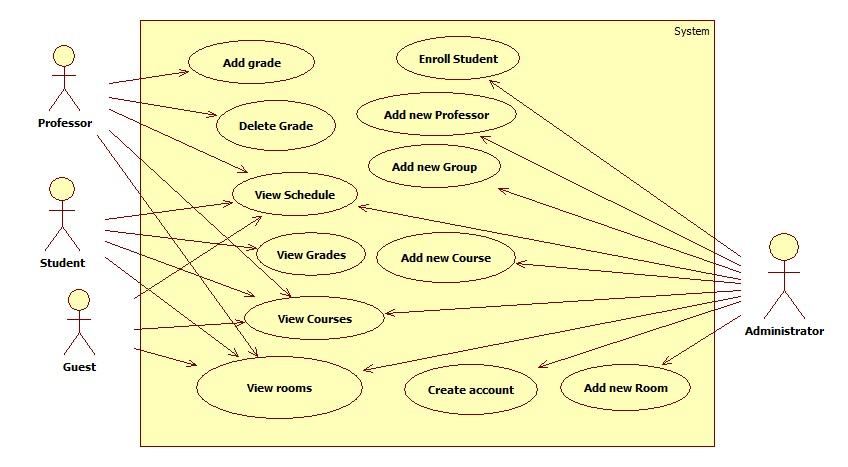 System
Professor
Student
Guest
Administrator
Add grade
Enroll Student
Delete Grade
Add new Professor
Add new Group
View Schedule
View Grades
Add new Course
View Courses
View rooms
Create account
Add new Room